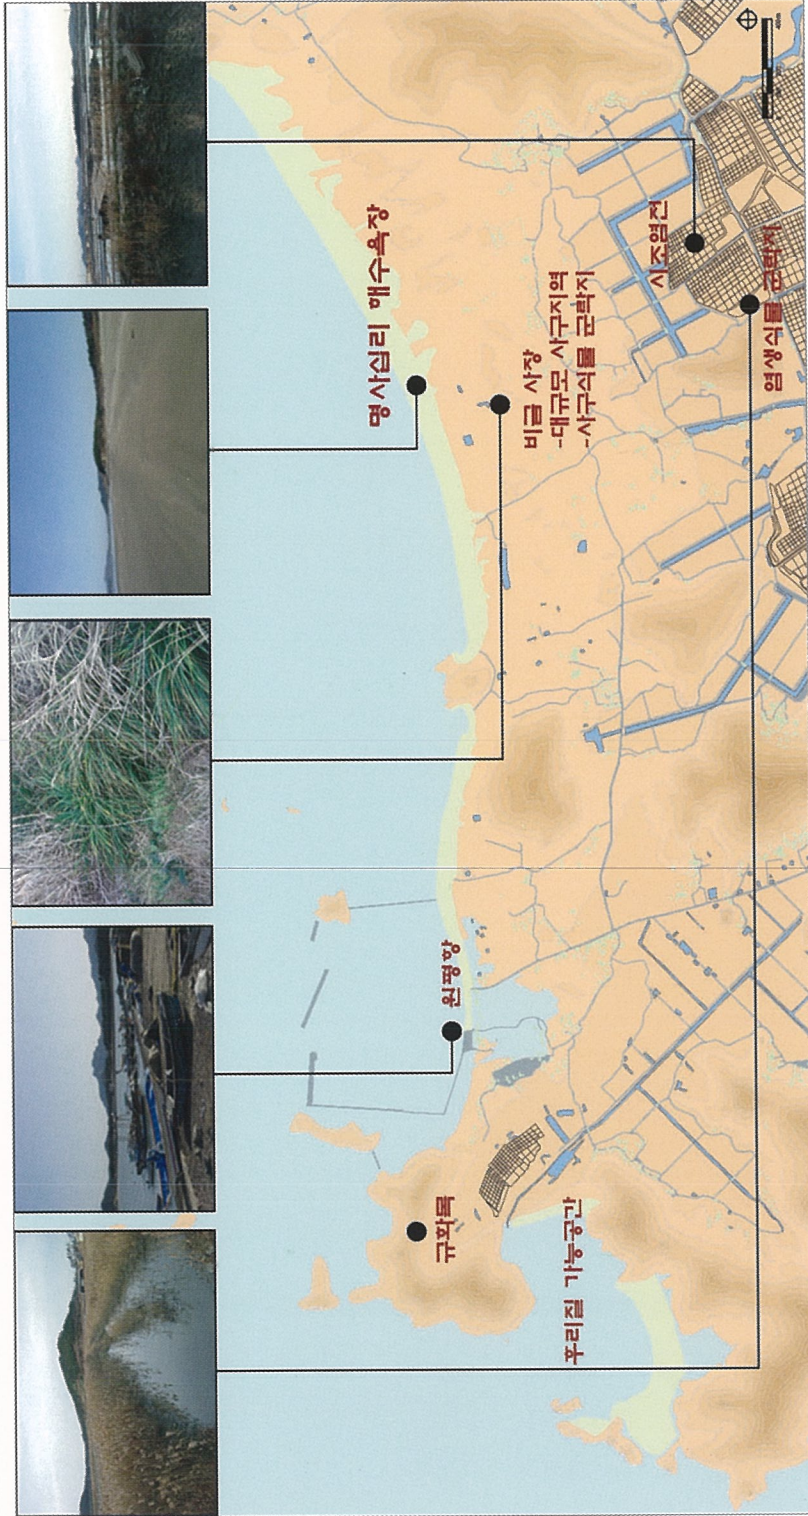 시조염전
염생식물 군락지
명사십리 해수욕장
비금 사장
-대규모 사구지역
-사구식물 군락지
원평항
규화목
후리질 가능공간